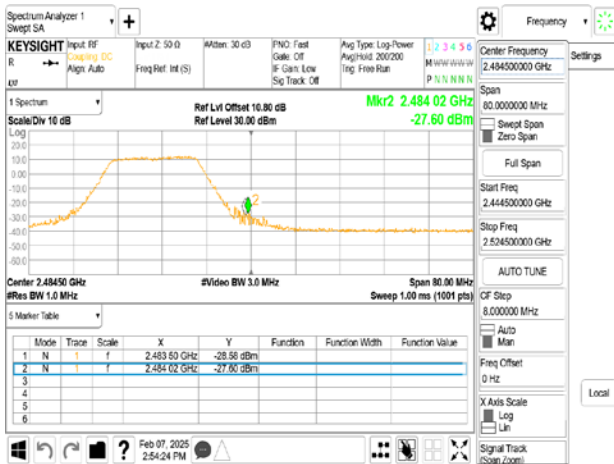 Spectrum Analyzer 1
Swept SA
Frequency
KEYSIGHT
R
Input: RF
Coupling: DC
Align: Auto
Input Z: 50 Ω
Freq Ref: Int (S)
#Atten: 30 dB
PNO: Fast
Gate: Off
IF Gain: Low
Sig Track: Off
Avg Type: Log-Power
Avg|Hold: 200/200
Trig: Free Run
1 2 3 4 5 6
M W W W W W
P N N N N N
Center Frequency
2.484500000 GHz
Settings
Span
80.0000000 MHz
Swept Span
Zero Span
Full Span
Start Freq
2.444500000 GHz
Stop Freq
2.524500000 GHz
AUTO TUNE
CF Step
8.000000 MHz
Auto
Man
Freq Offset
0 Hz
X Axis Scale
Log
Lin
Signal Track
(Span Zoom)
Local
1 Spectrum
Scale/Div 10 dB
Ref Lvl Offset 10.80 dB
Ref Level 30.00 dBm
Mkr2 2.484 02 GHz
-27.60 dBm
Log
20.0
10.0
0.00
-10.0
-20.0
-30.0
-40.0
-50.0
-60.0
2
Center 2.48450 GHz
#Res BW 1.0 MHz
#Video BW 3.0 MHz
Span 80.00 MHz
Sweep 1.00 ms (1001 pts)
5 Marker Table
Mode Trace Scale X Y Function Function Width Function Value
1 N 1 f 2.483 50 GHz -28.58 dBm
2 N 1 f 2.484 02 GHz -27.60 dBm
3
4
5
6
?
Feb 07, 2025
2:54:24 PM